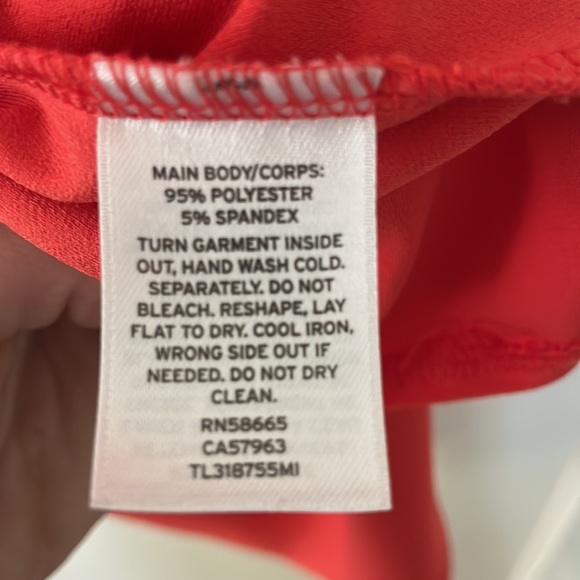 MAIN BODY/CORPS:
95% POLYESTER
5% SPANDEX
TURN GARMENT INSIDE
OUT, HAND WASH COLD.
SEPARATELY. DO NOT
BLEACH. RESHAPE, LAY
FLAT TO DRY. COOL IRON,
WRONG SIDE OUT IF
NEEDED. DO NOT DRY
CLEAN.
RN58665
CA57963
TL318755MI